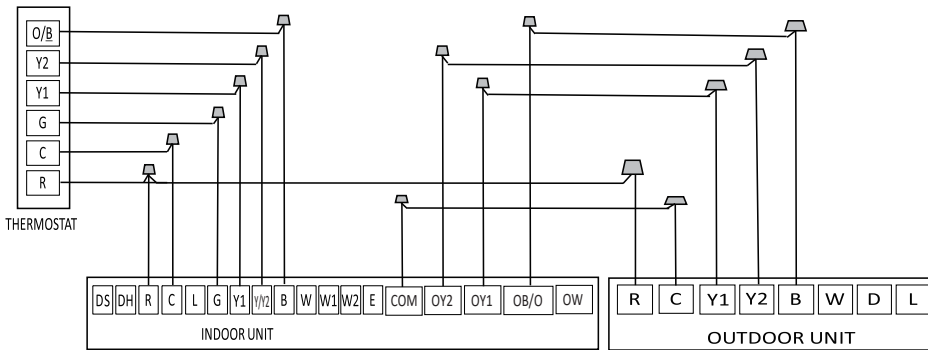 O/B
Y2
Y1
G
C
R
THERMOSTAT
DS DH R C L G Y1 Y/Y2 B W W1 W2 E COM OY2 OY1 OB/O OW
INDOOR UNIT
R C Y1 Y2 B W D L
OUTDOOR UNIT